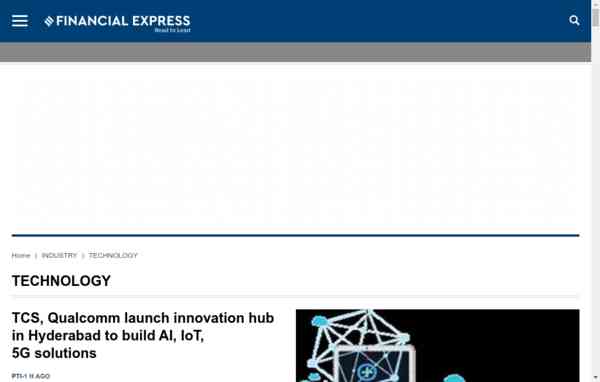 FINANCIAL EXPRESS
Read to Lead
Home | INDUSTRY | TECHNOLOGY
TECHNOLOGY
TCS, Qualcomm launch innovation hub
in Hyderabad to build AI, IoT,
5G solutions
PTI-1 H AGO